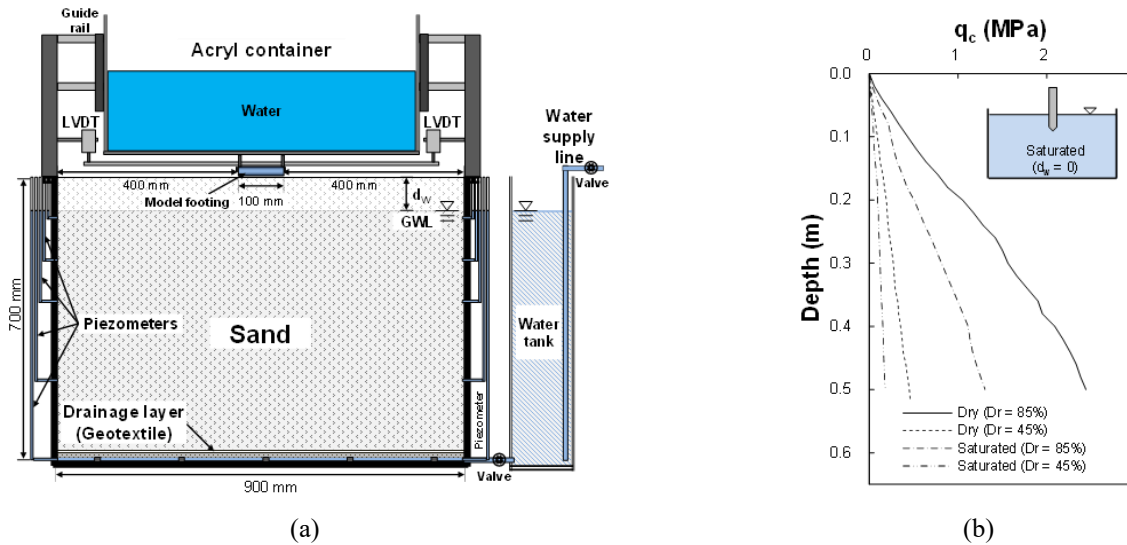 Guide
rail
Acryl container
Water
LVDT
LVDT
Water
supply
line
Valve
400 mm
400 mm
Model footing
100 mm
dw
GWL
700 mm
Piezometers
Sand
Water
tank
Drainage layer
(Geotextile)
Piezometer
Valve
900 mm
(a)
qc (MPa)
0
1
2
0.0
0.1
0.2
0.3
0.4
0.5
0.6
Depth (m)
Saturated
(dw = 0)
Dry (Dr = 85%)
Dry (Dr = 45%)
Saturated (Dr = 85%)
Saturated (Dr = 45%)
(b)